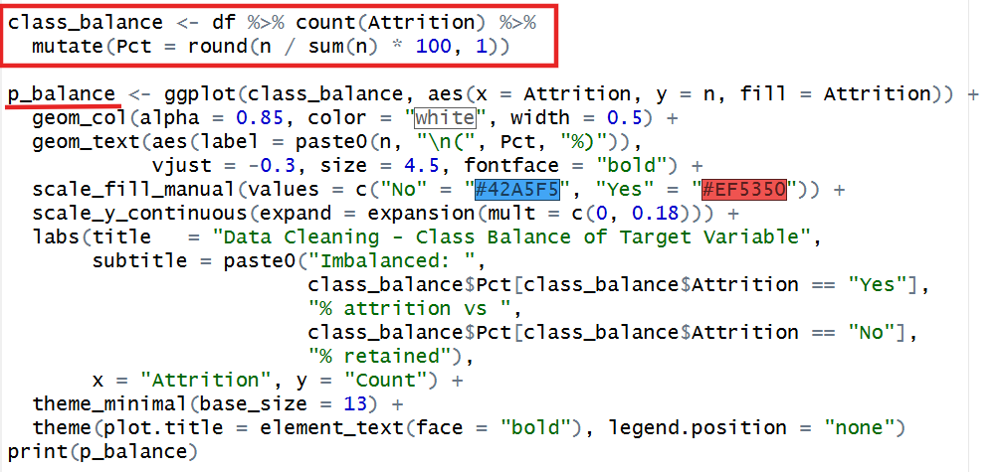 class_balance <- df %>% count(Attrition) %>%
  mutate(Pct = round(n / sum(n) * 100, 1))

p_balance <- ggplot(class_balance, aes(x = Attrition, y = n, fill = Attrition)) +
  geom_col(alpha = 0.85, color = "white", width = 0.5) +
  geom_text(aes(label = paste0(n, "\n(", Pct, "%)")),
            vjust = -0.3, size = 4.5, fontface = "bold") +
  scale_fill_manual(values = c("No" = "#42A5F5", "Yes" = "#EF5350")) +
  scale_y_continuous(expand = expansion(mult = c(0, 0.18))) +
  labs(title    = "Data Cleaning - Class Balance of Target Variable",
       subtitle = paste0("Imbalanced: ",
                         class_balance$Pct[class_balance$Attrition == "Yes"],
                         "% attrition vs ",
                         class_balance$Pct[class_balance$Attrition == "No"],
                         "% retained"),
       x = "Attrition", y = "Count") +
  theme_minimal(base_size = 13) +
  theme(plot.title = element_text(face = "bold"), legend.position = "none")
print(p_balance)